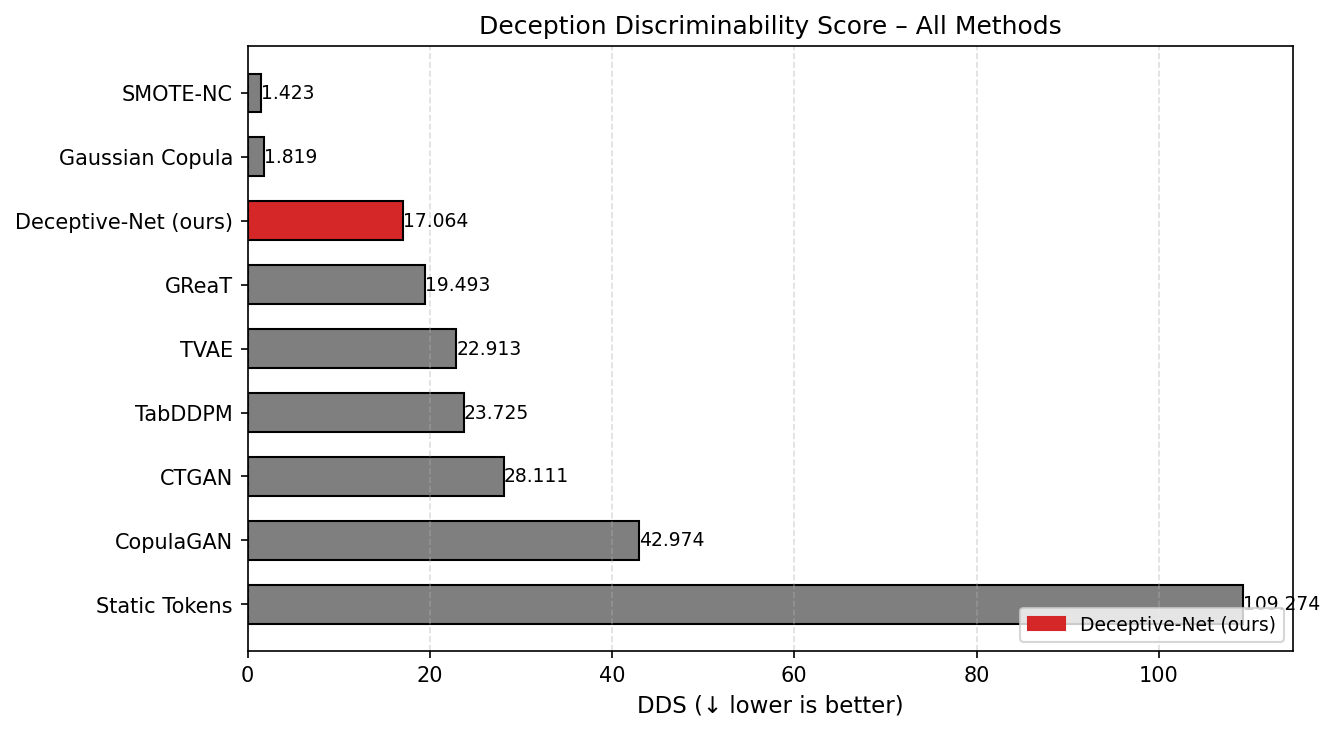 Deception Discriminability Score – All Methods
SMOTE-NC 1.423
Gaussian Copula 1.819
Deceptive-Net (ours) 17.064
GReaT 19.493
TVAE 22.913
TabDDPM 23.725
CTGAN 28.111
CopulaGAN 42.974
Static Tokens 109.274
Deceptive-Net (ours)
0 20 40 60 80 100
DDS (↓ lower is better)